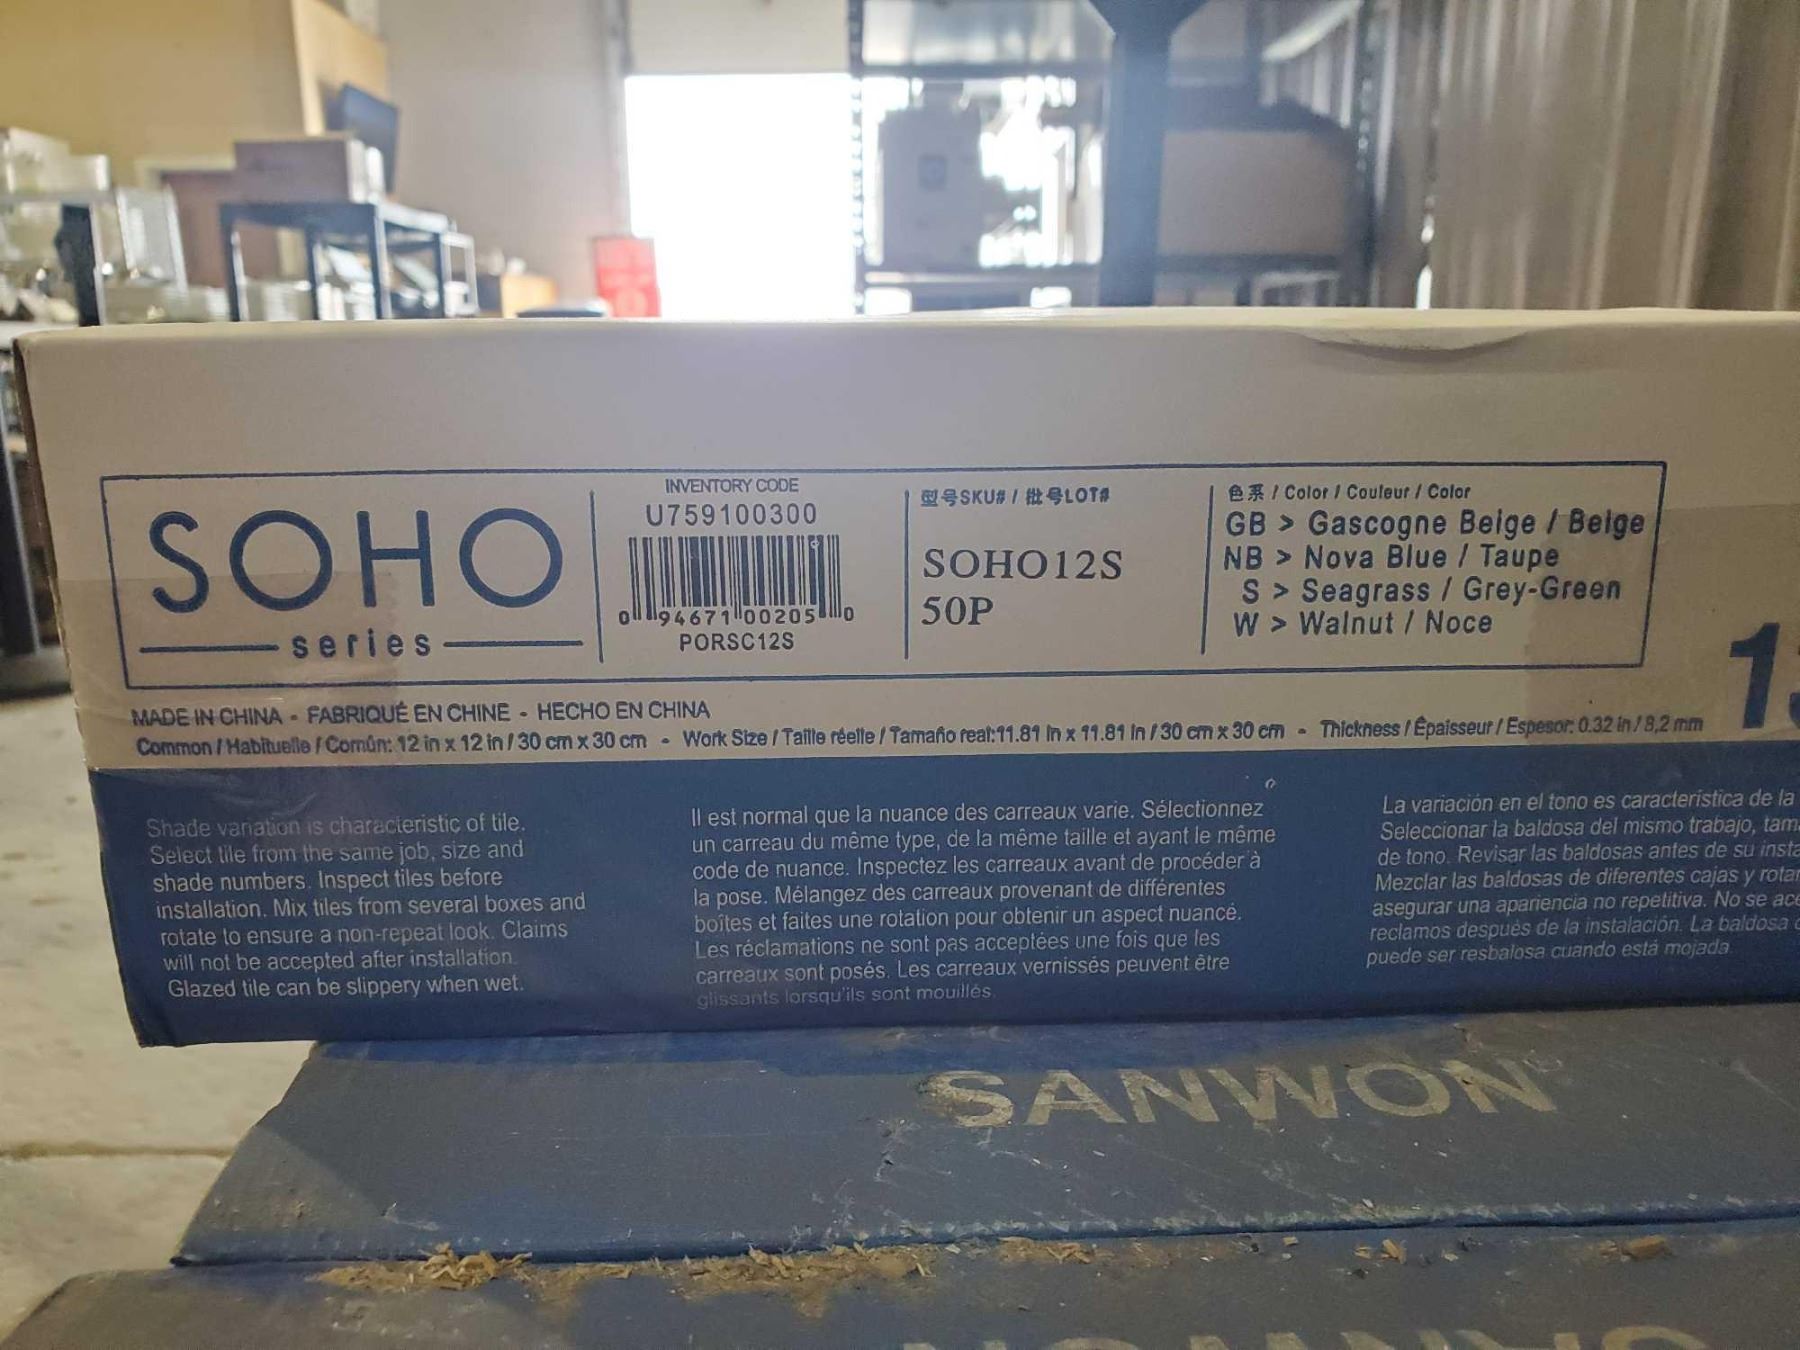 SOHO
series
INVENTORY CODE
U759100300
0 94671 00205 0
PORSC12S
型号SKU# / 批号LOT#
SOHO12S
50P
色系 / Color / Couleur / Color
GB > Gascogne Beige / Beige
NB > Nova Blue / Taupe
S > Seagrass / Grey-Green
W > Walnut / Noce
MADE IN CHINA - FABRIQUÉ EN CHINE - HECHO EN CHINA
Common / Habituelle / Común: 12 in x 12 in / 30 cm x 30 cm - Work Size / Taille réelle / Tamaño real:11.81 in x 11.81 in / 30 cm x 30 cm - Thickness / Épaisseur / Espesor: 0.32 in / 8,2 mm
Shade variation is characteristic of tile.
Select tile from the same job, size and
shade numbers. Inspect tiles before
installation. Mix tiles from several boxes and
rotate to ensure a non-repeat look. Claims
will not be accepted after installation.
Glazed tile can be slippery when wet.
Il est normal que la nuance des carreaux varie. Sélectionnez
un carreau du même type, de la même taille et ayant le même
code de nuance. Inspectez les carreaux avant de procéder à
la pose. Mélangez des carreaux provenant de différentes
boîtes et faites une rotation pour obtenir un aspect nuancé.
Les réclamations ne sont pas acceptées une fois que les
carreaux sont posés. Les carreaux vernissés peuvent être
glissants lorsqu'ils sont mouillés.
La variación en el tono es característica de la
Seleccionar la baldosa del mismo trabajo,
de tono. Revisar las baldosas antes de su
Mezclar las baldosas de diferentes cajas y
asegurar una apariencia no repetitiva. No se
reclamos después de la instalación. La baldosa
puede ser resbalosa cuando está mojada.
SANWON